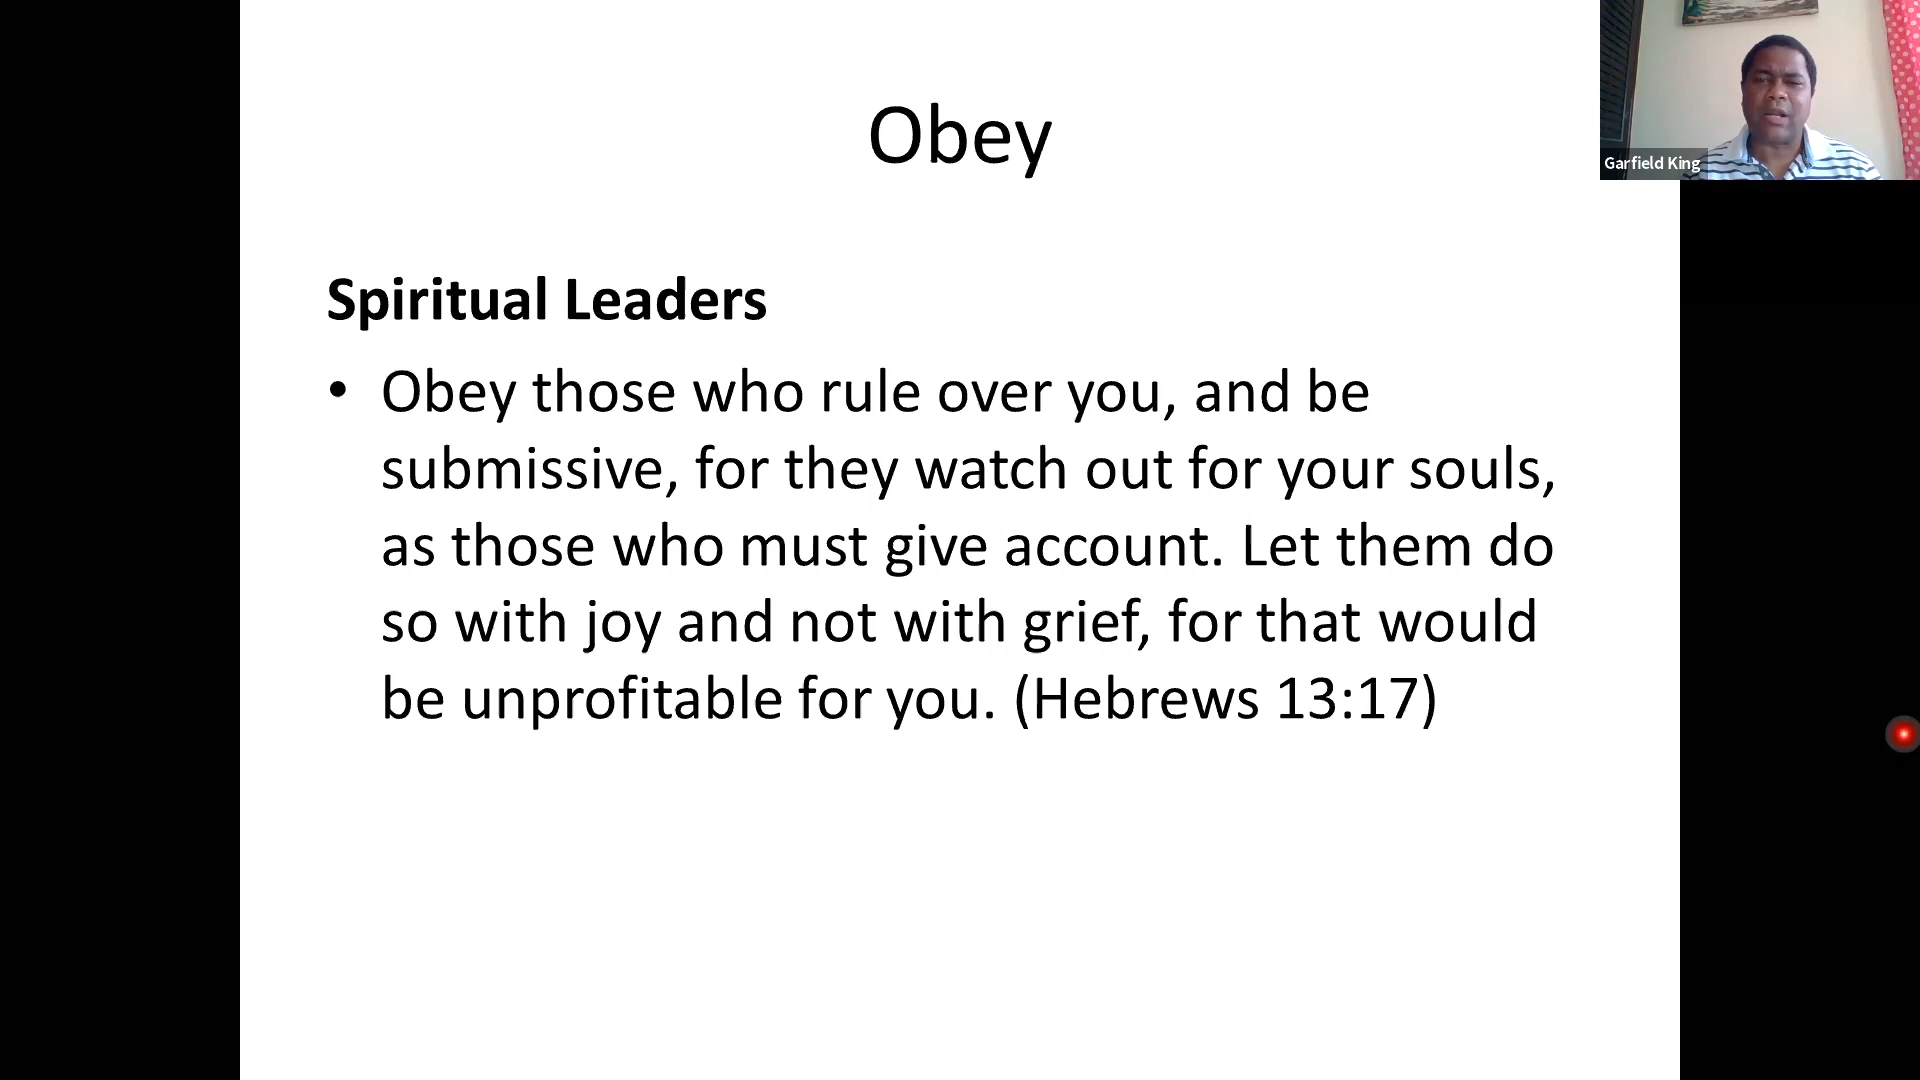 Obey
Garfield King
Spiritual Leaders
• Obey those who rule over you, and be
submissive, for they watch out for your souls,
as those who must give account. Let them do
so with joy and not with grief, for that would
be unprofitable for you. (Hebrews 13:17)